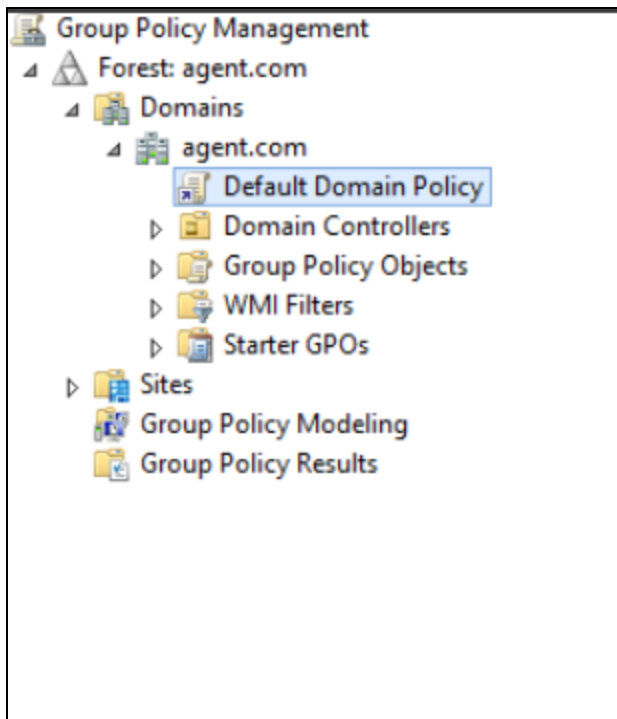 Group Policy Management
Forest: agent.com
Domains
agent.com
Default Domain Policy
Domain Controllers
Group Policy Objects
WMI Filters
Starter GPOs
Sites
Group Policy Modeling
Group Policy Results